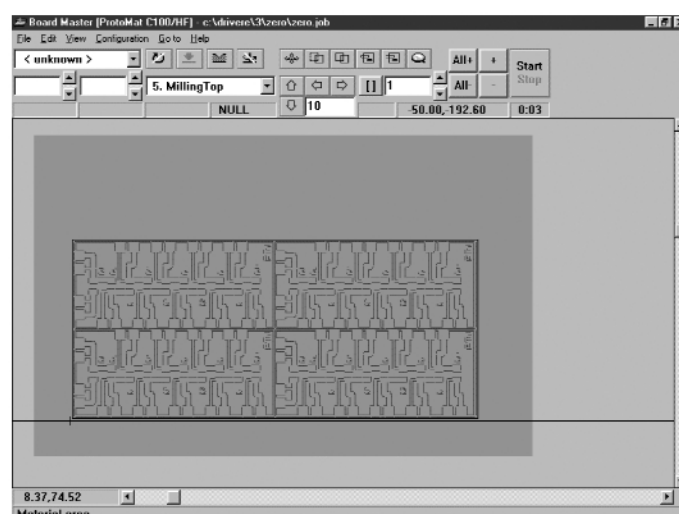 Board Master [ProtoMat C100/HF] - c:\drivere\3\zero\zero.job
File Edit View Configuration Go to Help
< unknown > All+ + Start
5. MillingTop [] 1 All- - Stop
NULL 10 -50.00,-192.60 0:03
8.37,74.52
Material area